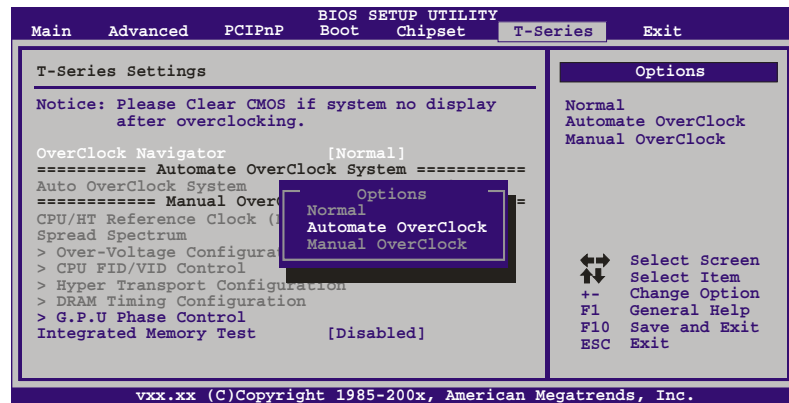 BIOS SETUP UTILITY
Main Advanced PCIPnP Boot Chipset T-Series Exit
T-Series Settings
Notice: Please Clear CMOS if system no display
after overclocking.
OverClock Navigator [Normal]
=========== Automate OverClock System ===========
Auto OverClock System
============ Manual Over =
CPU/HT Reference Clock (
Spread Spectrum
> Over-Voltage Configurat
> CPU FID/VID Control
> Hyper Transport Configuration
> DRAM Timing Configuration
> G.P.U Phase Control
Integrated Memory Test [Disabled]
Options
Normal
Automate OverClock
Manual OverClock
Options
Normal
Automate OverClock
Manual OverClock
Select Screen
Select Item
+- Change Option
F1 General Help
F10 Save and Exit
ESC Exit
vxx.xx (C)Copyright 1985-200x, American Megatrends, Inc.